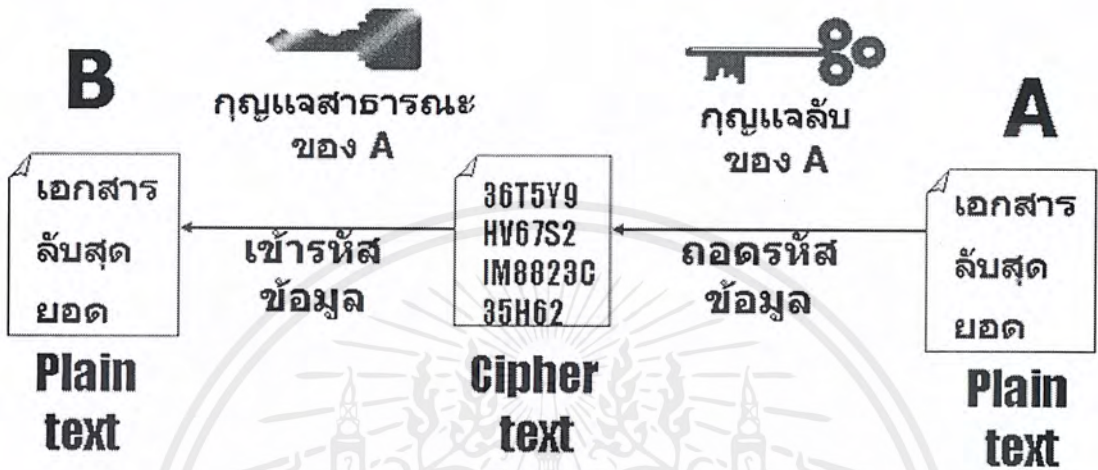 B
กุญแจสาธารณะ
ของ A
กุญแจลับ
ของ A
A
เอกสาร
ลับสุด
ยอด
เข้ารหัส
ข้อมูล
36T5Y9
HV67S2
IM8823C
35H62
ถอดรหัส
ข้อมูล
เอกสาร
ลับสุด
ยอด
Plain
text
Cipher
text
Plain
text